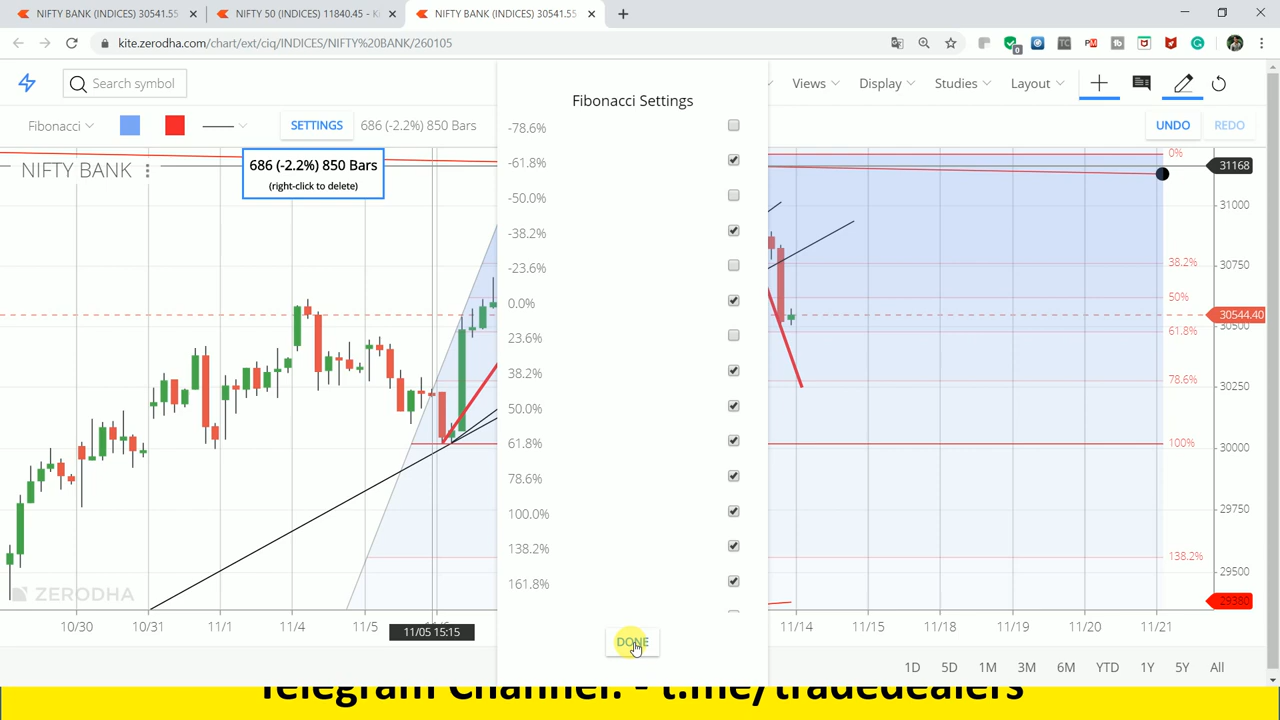 NIFTY BANK (INDICES) 30541.55
NIFTY 50 (INDICES) 11840.45 - Ki
NIFTY BANK (INDICES) 30541.55
kite.zerodha.com/chart/ext/ciq/INDICES/NIFTY%20BANK/260105
Search symbol
Views
Display
Studies
Layout
Fibonacci
SETTINGS
686 (-2.2%) 850 Bars
UNDO
REDO
NIFTY BANK
686 (-2.2%) 850 Bars
(right-click to delete)
Fibonacci Settings
-78.6%
-61.8%
-50.0%
-38.2%
-23.6%
0.0%
23.6%
38.2%
50.0%
61.8%
78.6%
100.0%
138.2%
161.8%
DONE
0%
38.2%
50%
61.8%
78.6%
100%
138.2%
31168
31000
30750
30544.40
30500
30250
30000
29750
29500
29380
ZERODHA
10/30
10/31
11/1
11/4
11/5
11/05 15:15
11/14
11/15
11/18
11/19
11/20
11/21
1D
5D
1M
3M
6M
YTD
1Y
5Y
All
Telegram Channel: - t.me/tradedealers